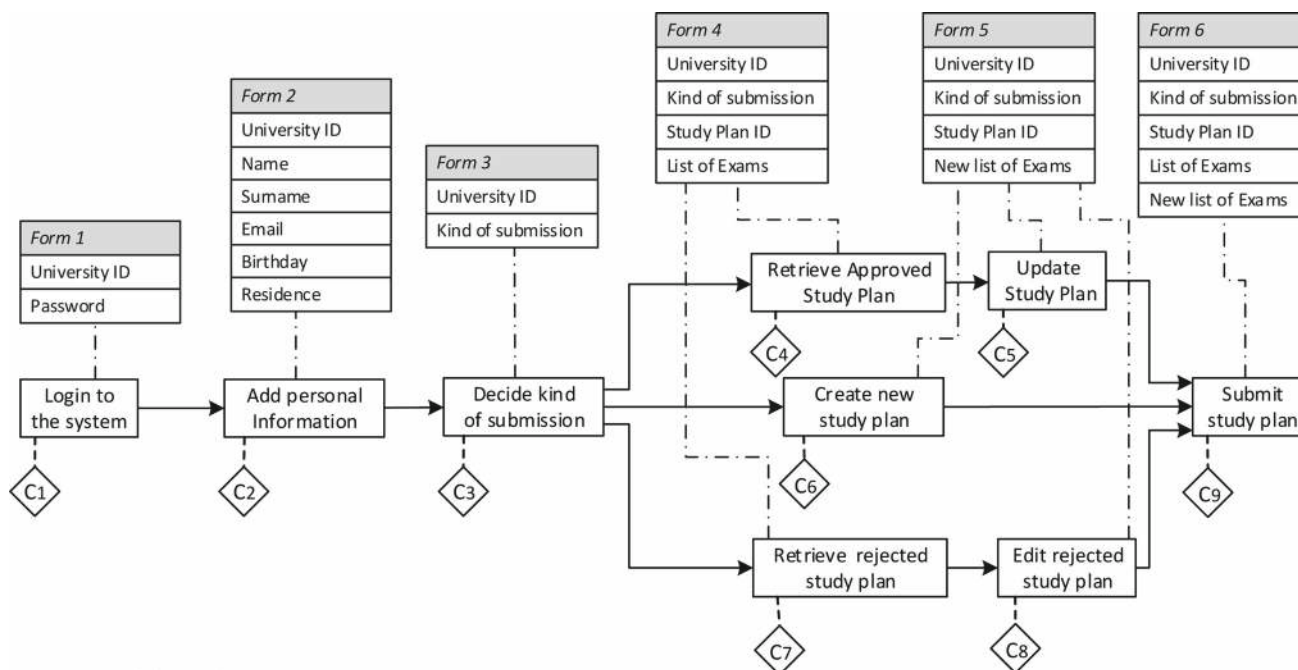 Form 1
University ID
Password
Form 2
University ID
Name
Surname
Email
Birthday
Residence
Form 3
University ID
Kind of submission
Form 4
University ID
Kind of submission
Study Plan ID
List of Exams
Form 5
University ID
Kind of submission
Study Plan ID
New list of Exams
Form 6
University ID
Kind of submission
Study Plan ID
List of Exams
New list of Exams
Login to
the system
C1
Add personal
Information
C2
Decide kind
of submission
C3
Retrieve Approved
Study Plan
C4
Update
Study Plan
C5
Create new
study plan
C6
Retrieve rejected
study plan
C7
Edit rejected
study plan
C8
Submit
study plan
C9